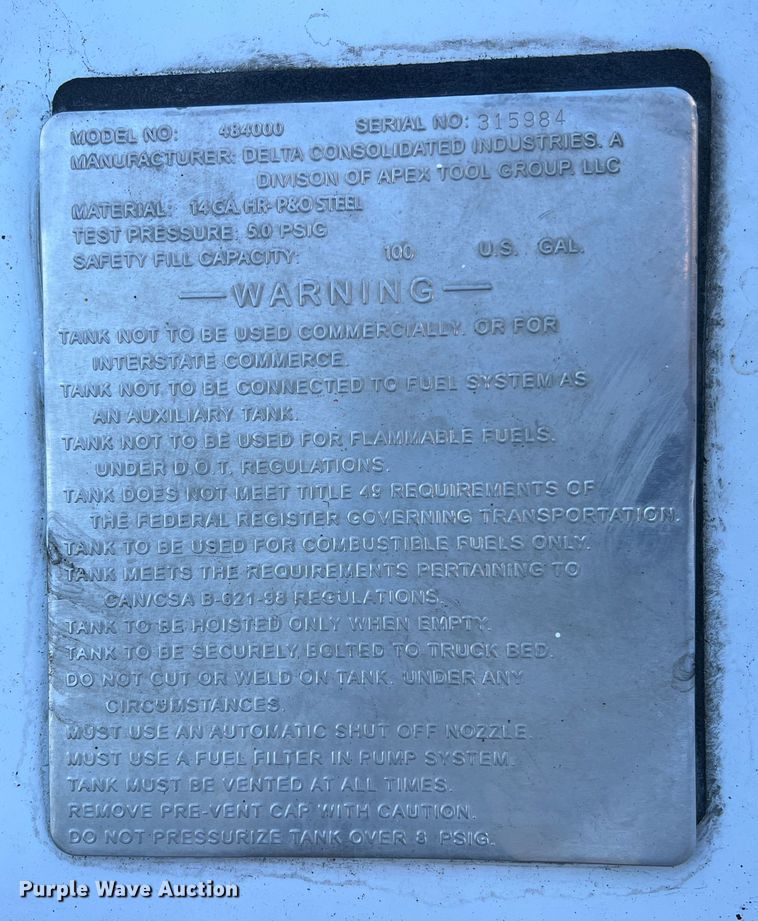 MODEL NO: 484000 SERIAL NO: 315984
MANUFACTURER: DELTA CONSOLIDATED INDUSTRIES. A
DIVISON OF APEX TOOL GROUP. LLC
MATERIAL: 14 GA. HR- P&O STEEL
TEST PRESSURE: 5.0 PSIG
SAFETY FILL CAPACITY: 100 U.S. GAL.
— WARNING —
TANK NOT TO BE USED COMMERCIALLY. OR FOR
INTERSTATE COMMERCE.
TANK NOT TO BE CONNECTED TO FUEL SYSTEM AS
AN AUXILIARY TANK.
TANK NOT TO BE USED FOR FLAMMABLE FUELS.
UNDER D.O.T. REGULATIONS.
TANK DOES NOT MEET TITLE 49 REQUIREMENTS OF
THE FEDERAL REGISTER GOVERNING TRANSPORTATION.
TANK TO BE USED FOR COMBUSTIBLE FUELS ONLY.
TANK MEETS THE REQUIREMENTS PERTAINING TO
CAN/CSA B-621-98 REGULATIONS.
TANK TO BE HOISTED ONLY WHEN EMPTY.
TANK TO BE SECURELY, BOLTED TO TRUCK BED.
DO NOT CUT OR WELD ON TANK. UNDER ANY
CIRCUMSTANCES.
MUST USE AN AUTOMATIC SHUT OFF NOZZLE.
MUST USE A FUEL FILTER IN PUMP SYSTEM.
TANK MUST BE VENTED AT ALL TIMES.
REMOVE PRE-VENT CAP WITH CAUTION.
DO NOT PRESSURIZE TANK OVER 3 PSIG.
Purple Wave Auction